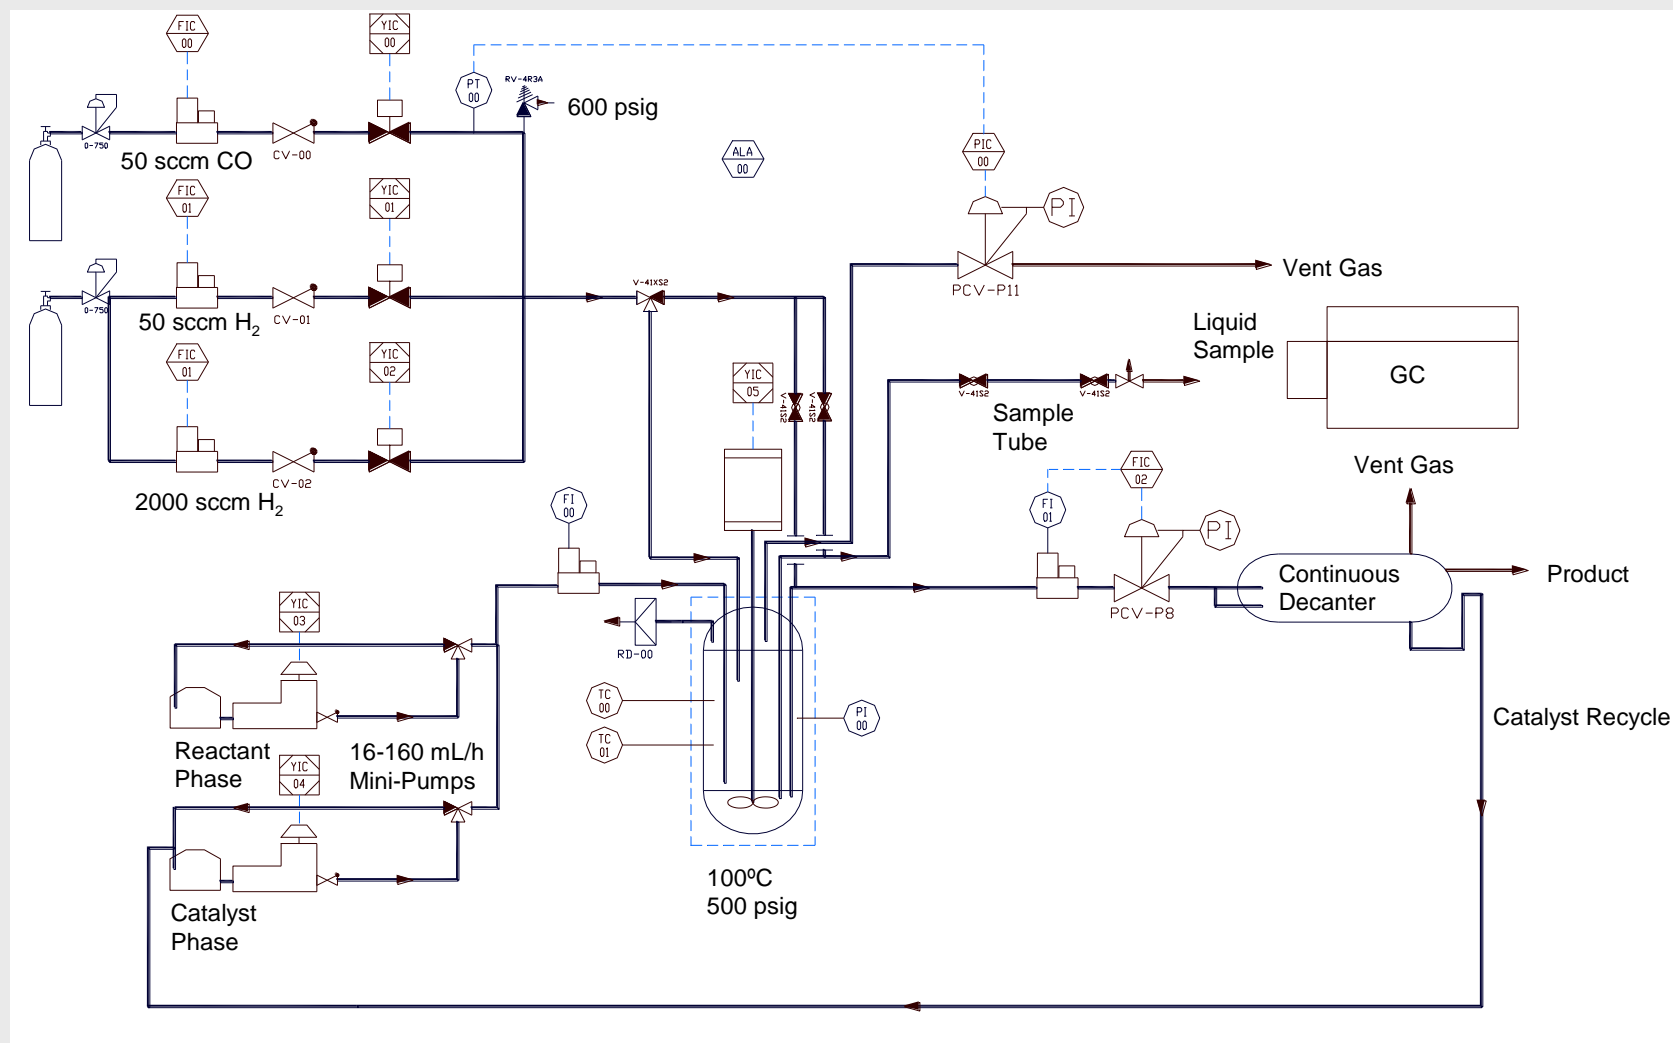 FIC
00
YIC
00
PT
00
RV-4R3A
600 psig
0-750
50 sccm CO
CV-00
ALA
00
PIC
00
FIC
01
YIC
01
PI
PCV-P11
Vent Gas
0-750
50 sccm H2
CV-01
V-41XS2
Liquid
Sample
GC
FIC
01
YIC
02
YIC
05
V-41S2
V-41S2
V-41S2
V-41S2
Sample
Tube
2000 sccm H2
CV-02
Vent Gas
FI
00
FI
01
FIC
02
PI
PCV-P8
Continuous
Decanter
Product
YIC
03
RD-00
TC
00
TC
01
PI
00
Catalyst Recycle
Reactant
Phase
16-160 mL/h
Mini-Pumps
YIC
04
100ºC
500 psig
Catalyst
Phase